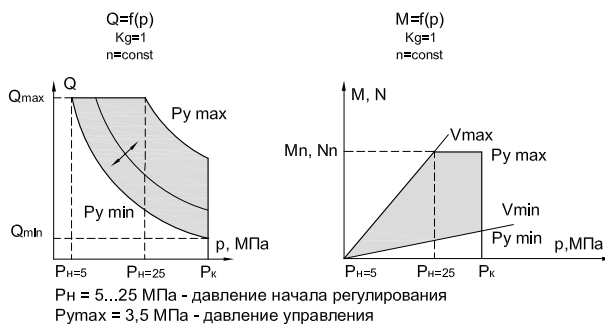 Q=f(p)
Kg=1
n=const
Q
Qmax
Py max
Py min
Qmin
p, МПа
Pн=5
Pн=25
Pк
M=f(p)
Kg=1
n=const
M, N
Vmax
Mn, Nn
Py max
Vmin
Py min
p,МПа
Pн=5
Pн=25
Pк
Pн = 5...25 МПа - давление начала регулирования
Pymax = 3,5 МПа - давление управления